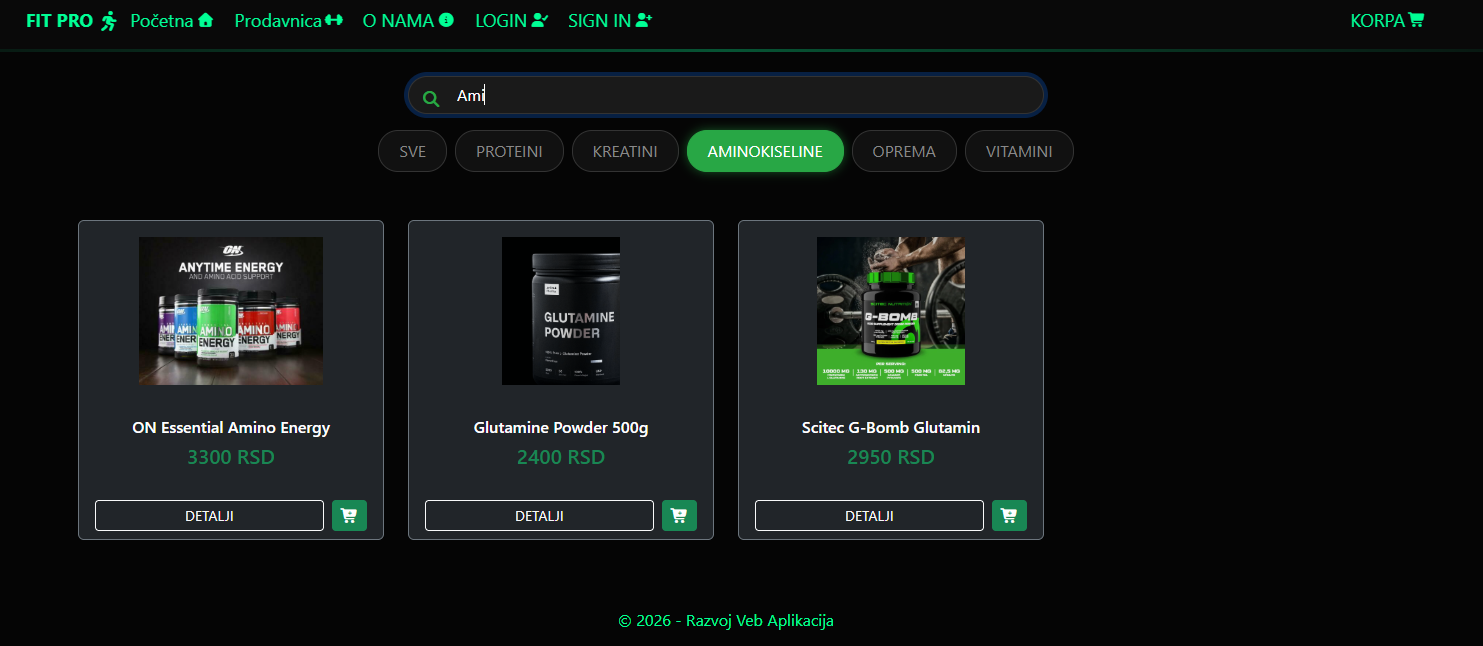 FIT PRO Početna Prodavnica O NAMA LOGIN SIGN IN KORPA
Ami
SVE PROTEINI KREATINI AMINOKISELINE OPREMA VITAMINI
ON
ANYTIME ENERGY
AND AMINO ACID SUPPORT
AMINO ENERGY
GLUTAMINE
POWDER
G-BOMB
ON Essential Amino Energy
3300 RSD
DETALJI
Glutamine Powder 500g
2400 RSD
DETALJI
Scitec G-Bomb Glutamin
2950 RSD
DETALJI
© 2026 - Razvoj Veb Aplikacija